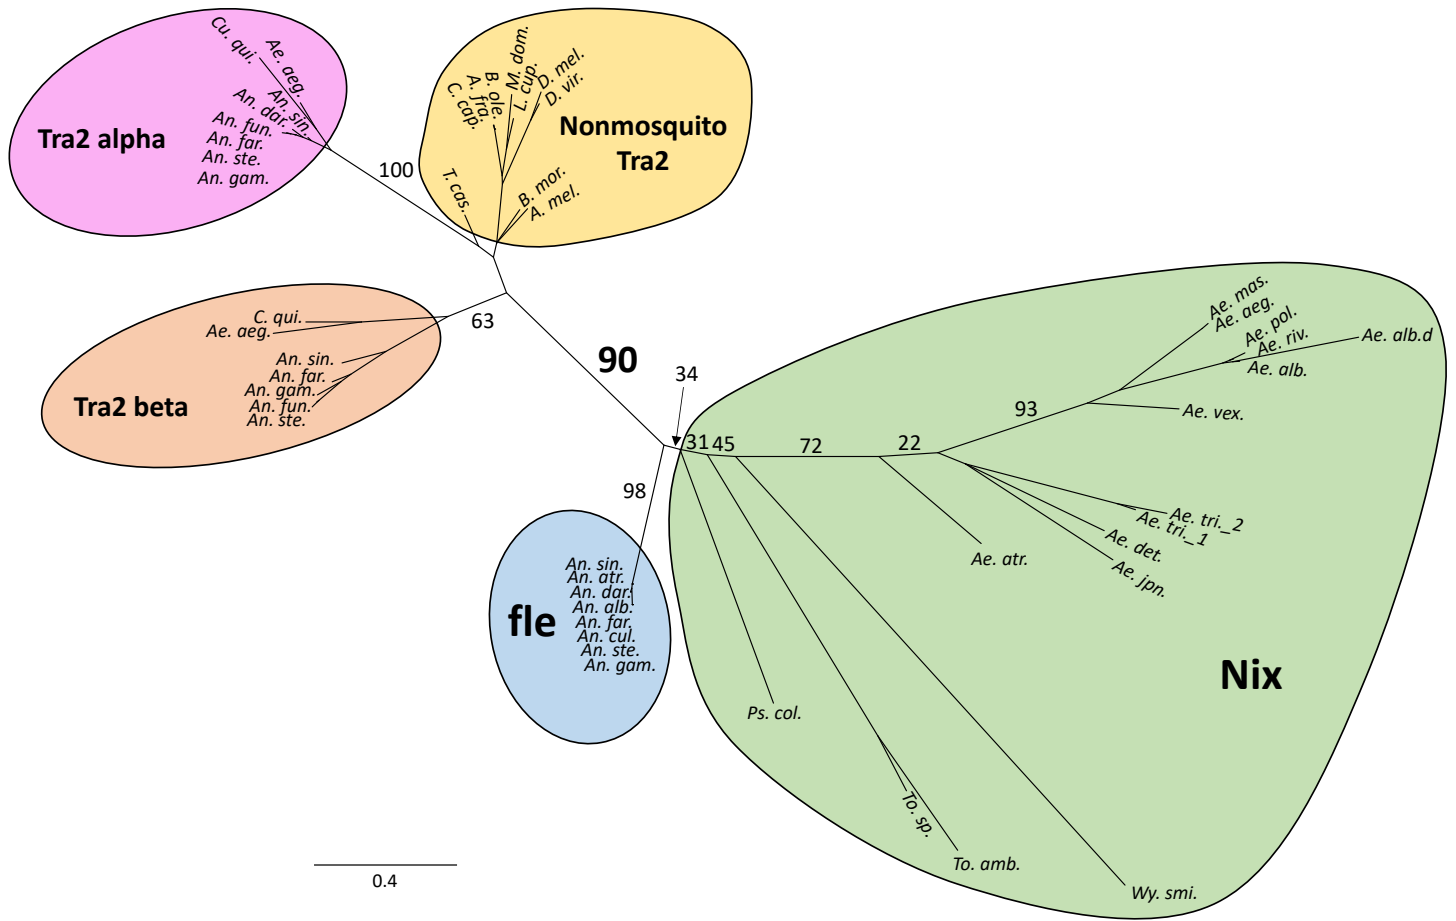 Cu. qui.
Ae. aeg.
An. sin.
An. dar.
An. fun.
An. far.
An. ste.
An. gam.
Tra2 alpha
100
C. cap.
A. fra.
B. ole.
M. dom.
L. cup.
D. mel.
D. vir.
Nonmosquito
Tra2
T. cas.
B. mor.
A. mel.
C. qui.
Ae. aeg.
An. sin.
An. far.
An. gam.
An. fun.
An. ste.
Tra2 beta
63
90
34
31
45
72
22
93
98
Ae. mas.
Ae. aeg.
Ae. pol.
Ae. riv.
Ae. alb.d
Ae. alb.
Ae. vex.
Ae. tri._2
Ae. tri._1
Ae. det.
Ae. jpn.
Ae. atr.
An. sin.
An. atr.
An. dar.
An. alb.
An. far.
An. cul.
An. ste.
An. gam.
fle
Nix
Ps. col.
To. sp.
To. amb.
Wy. smi.
0.4